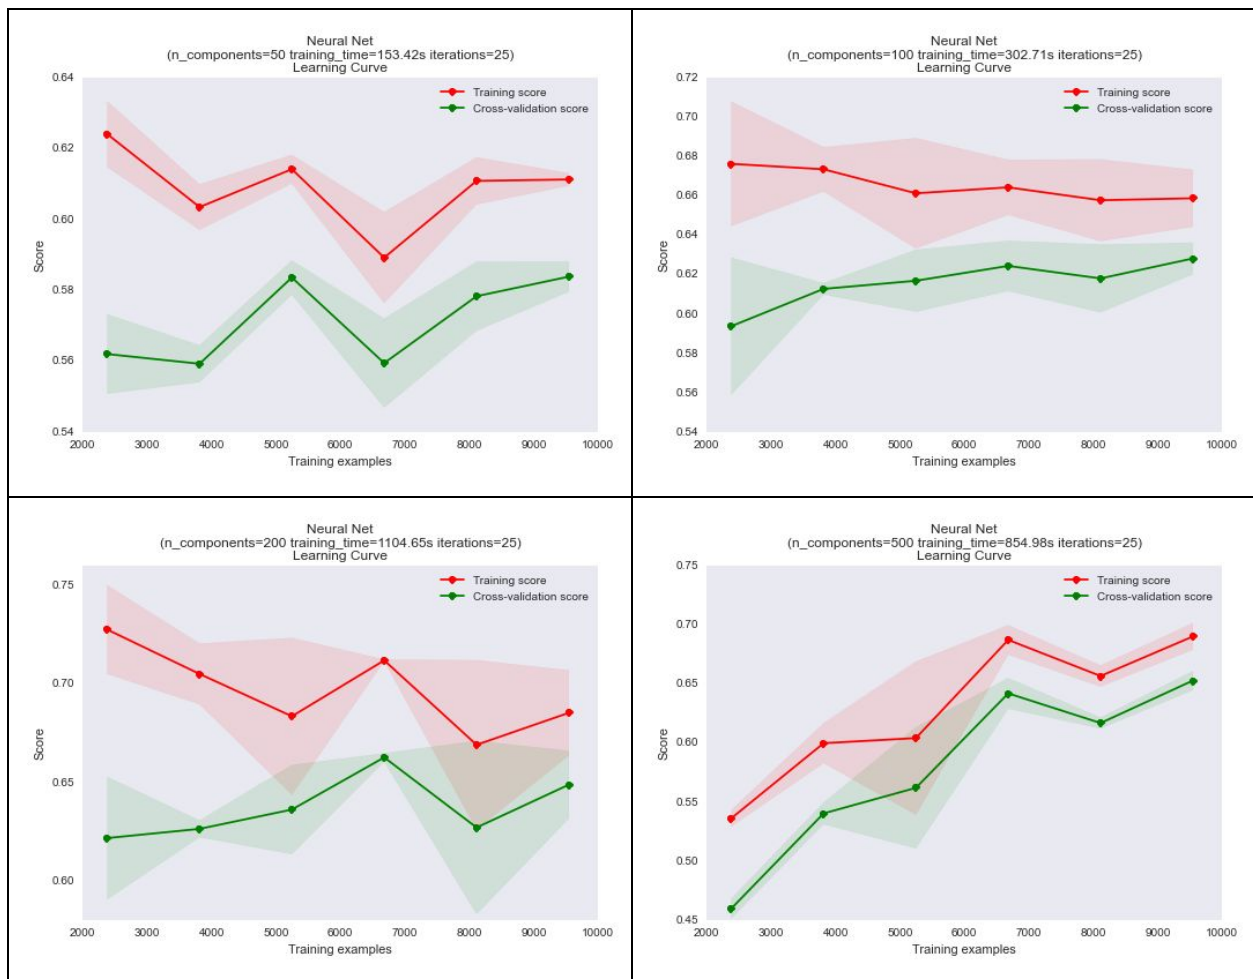 Neural Net
(n_components=50 training_time=153.42s iterations=25)
Learning Curve
0.64
Training score
Cross-validation score
0.62
0.60
Score
0.58
0.56
0.54
2000 3000 4000 5000 6000 7000 8000 9000 10000
Training examples
Neural Net
(n_components=100 training_time=302.71s iterations=25)
Learning Curve
0.72
Training score
Cross-validation score
0.70
0.68
0.66
0.64
Score
0.62
0.60
0.58
0.56
0.54
2000 3000 4000 5000 6000 7000 8000 9000 10000
Training examples
Neural Net
(n_components=200 training_time=1104.65s iterations=25)
Learning Curve
Training score
0.75
Cross-validation score
0.70
Score
0.65
0.60
2000 3000 4000 5000 6000 7000 8000 9000 10000
Training examples
Neural Net
(n_components=500 training_time=854.98s iterations=25)
Learning Curve
0.75
Training score
Cross-validation score
0.70
0.65
Score
0.60
0.55
0.50
0.45
2000 3000 4000 5000 6000 7000 8000 9000 10000
Training examples